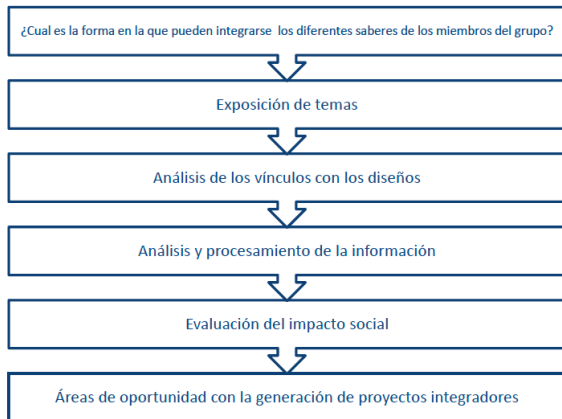 ¿Cual es la forma en la que pueden integrarse los diferentes saberes de los miembros del grupo?
Exposición de temas
Análisis de los vínculos con los diseños
Análisis y procesamiento de la información
Evaluación del impacto social
Áreas de oportunidad con la generación de proyectos integradores